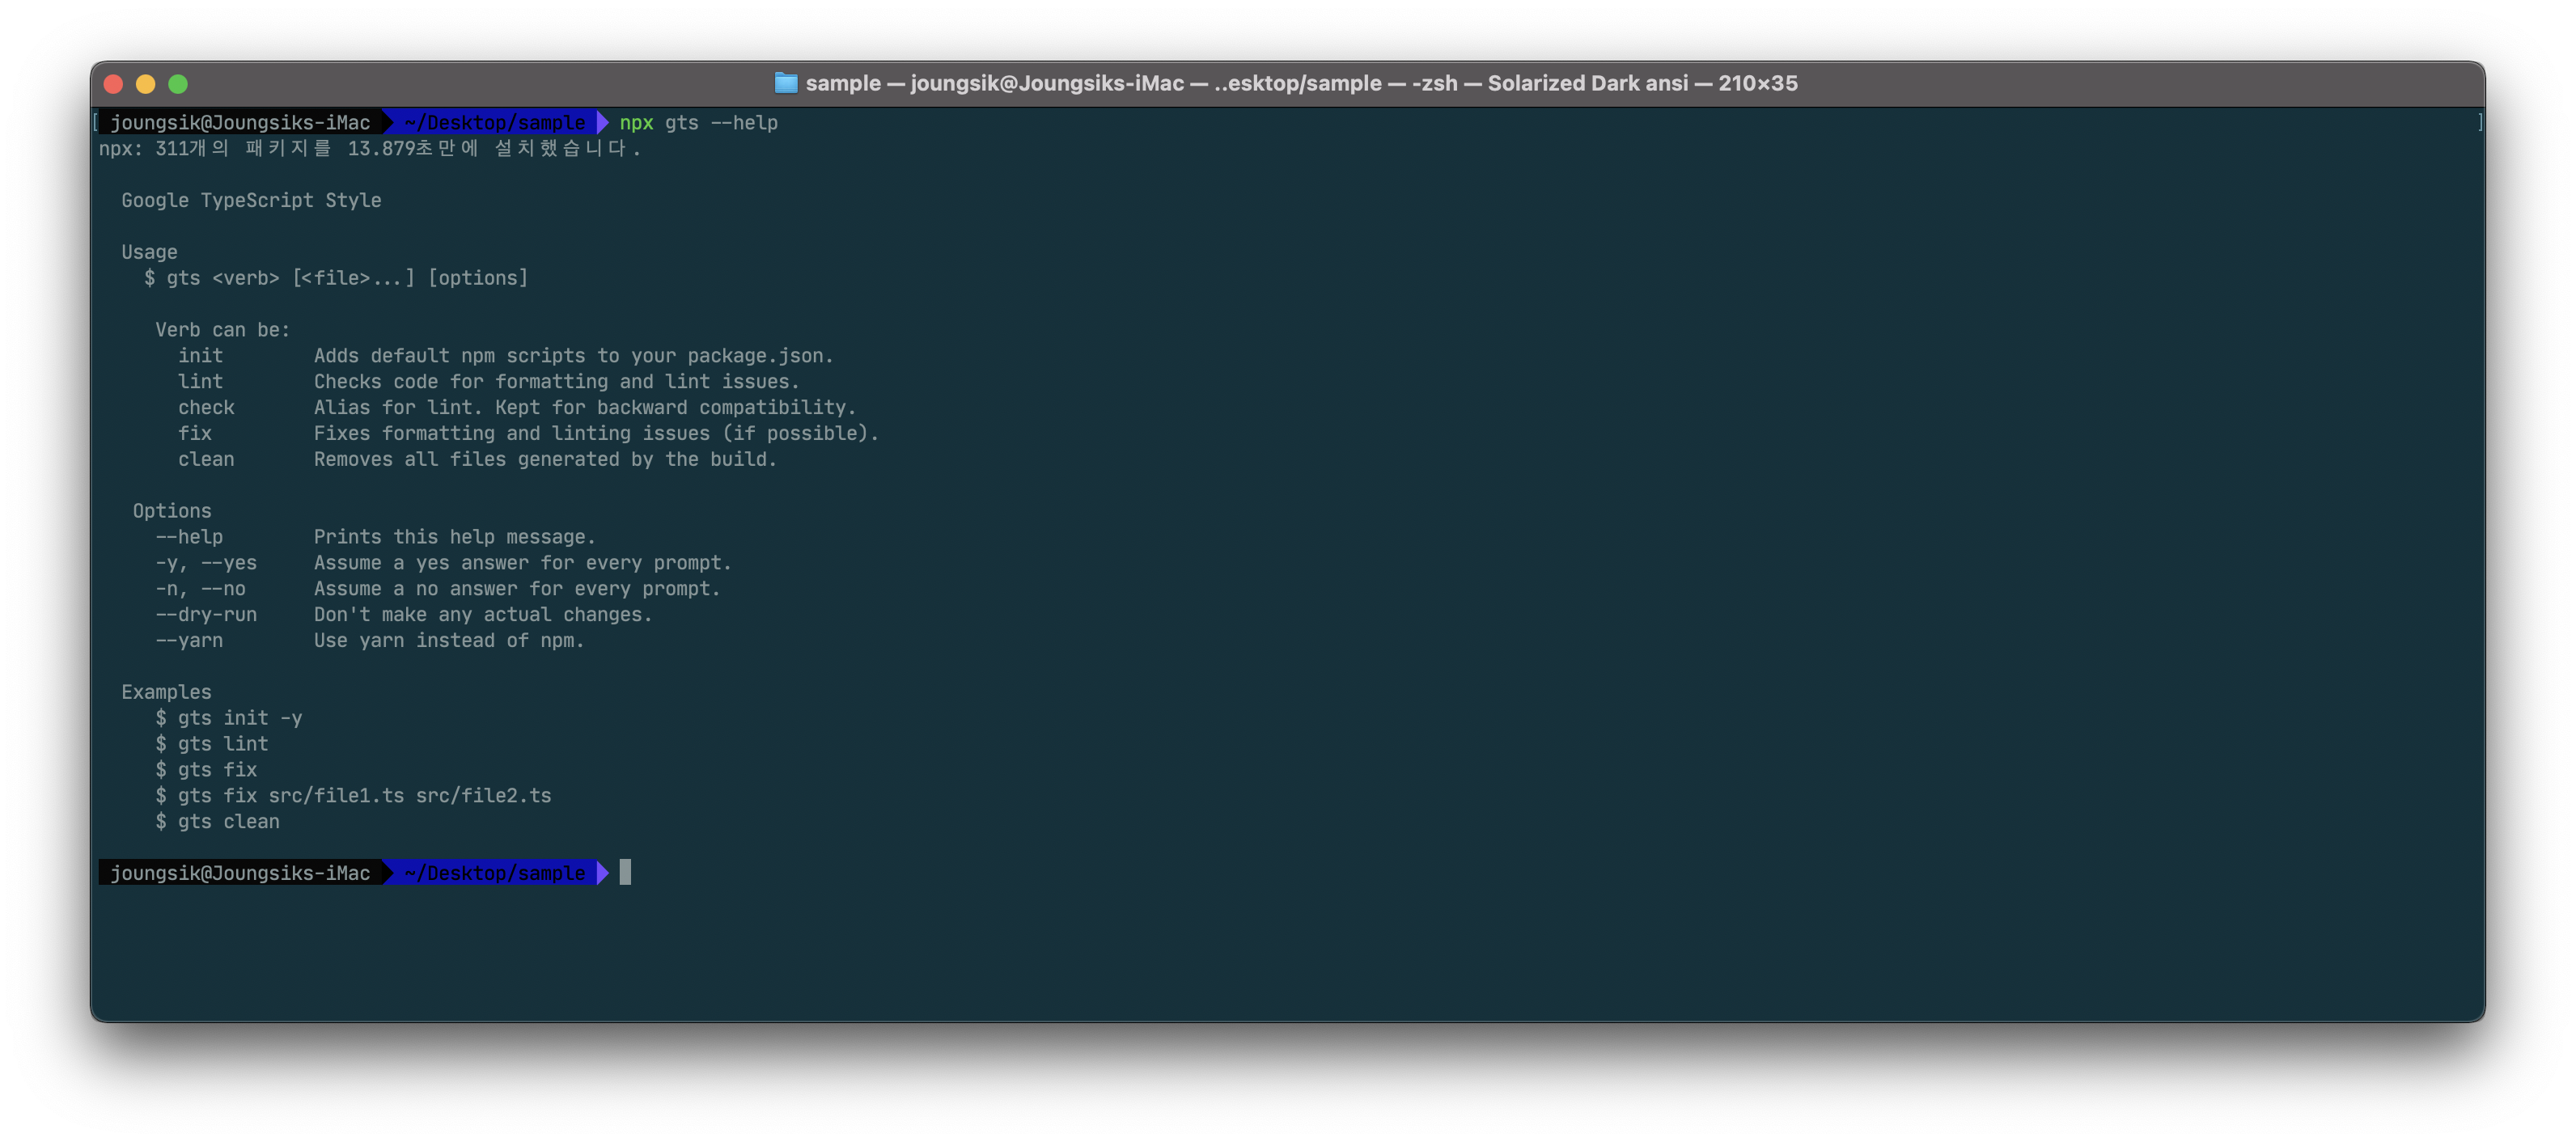 sample — joungsik@Joungsiks-iMac — ..esktop/sample — -zsh — Solarized Dark ansi — 210×35
[ joungsik@Joungsiks-iMac ~/Desktop/sample npx gts --help ]
npx: 311개의 패키지를 13.879초만에 설치했습니다.
Google TypeScript Style
Usage
$ gts <verb> [<file>...] [options]
Verb can be:
init Adds default npm scripts to your package.json.
lint Checks code for formatting and lint issues.
check Alias for lint. Kept for backward compatibility.
fix Fixes formatting and linting issues (if possible).
clean Removes all files generated by the build.
Options
--help Prints this help message.
-y, --yes Assume a yes answer for every prompt.
-n, --no Assume a no answer for every prompt.
--dry-run Don't make any actual changes.
--yarn Use yarn instead of npm.
Examples
$ gts init -y
$ gts lint
$ gts fix
$ gts fix src/file1.ts src/file2.ts
$ gts clean
joungsik@Joungsiks-iMac ~/Desktop/sample